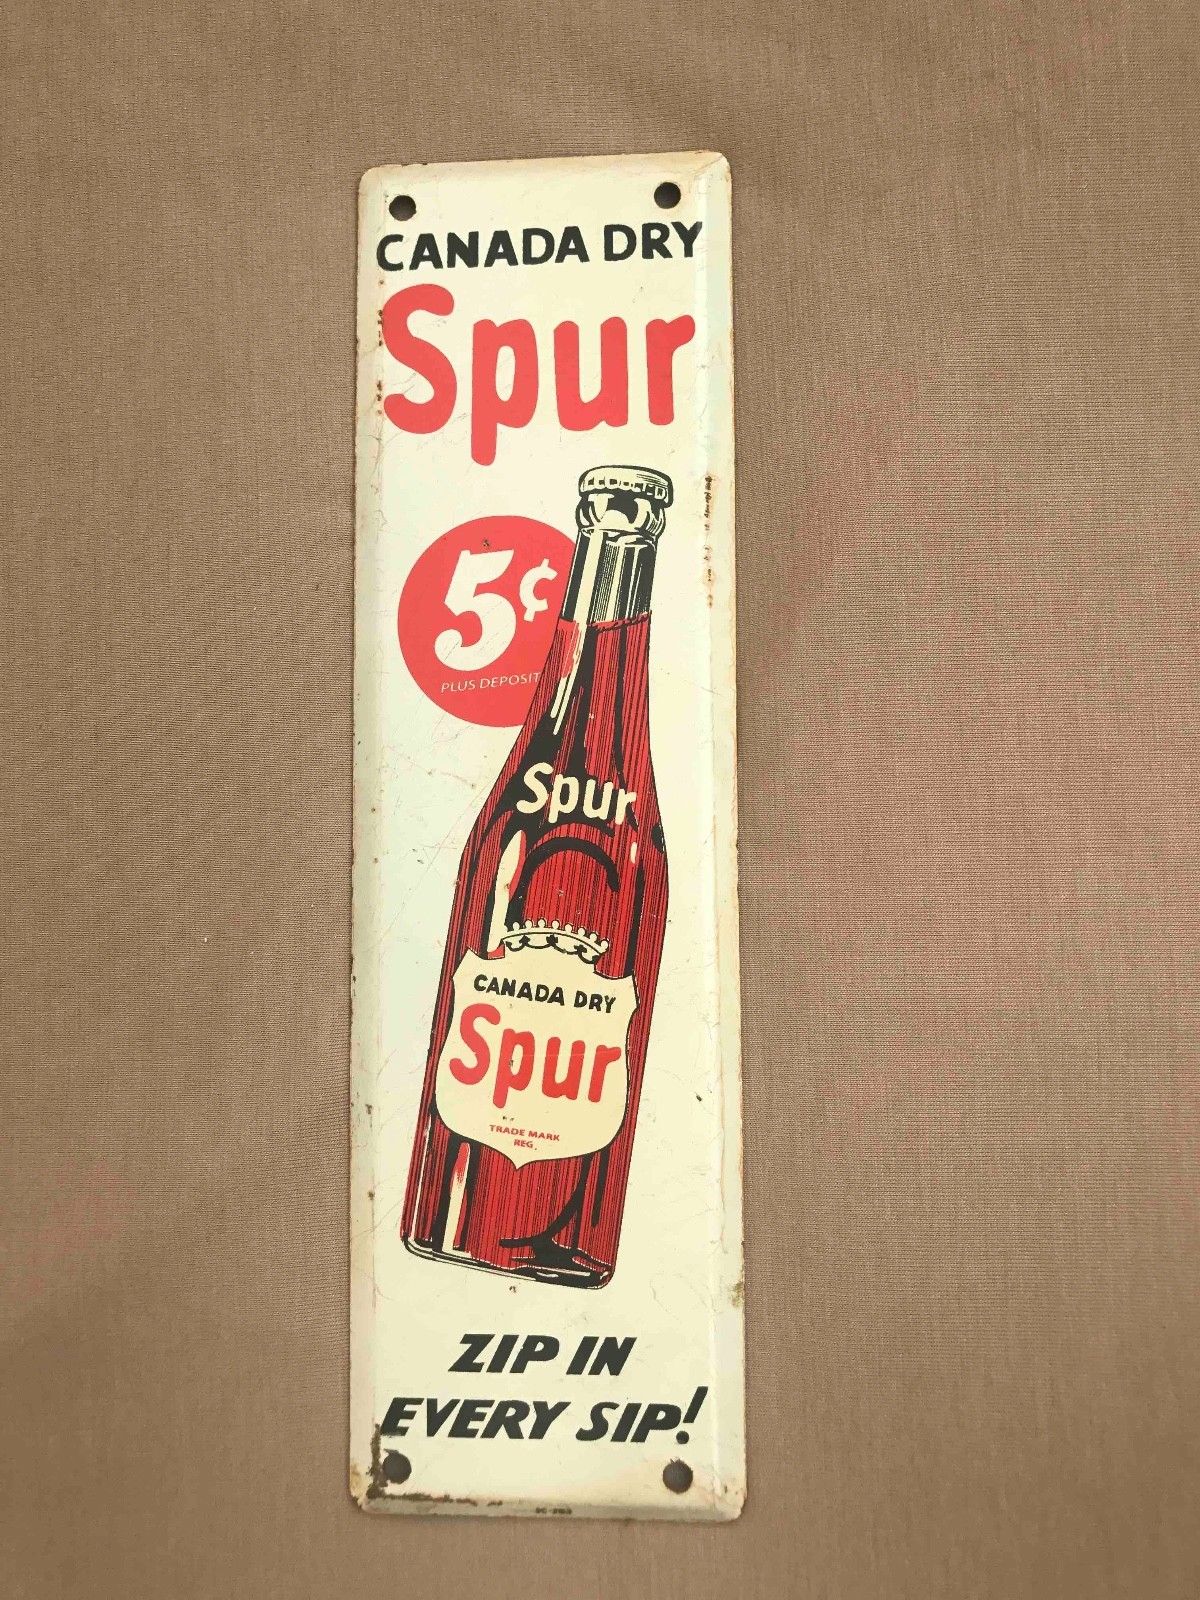 CANADA DRY
Spur
5¢
PLUS DEPOSIT
Spur
CANADA DRY
Spur
TRADE MARK
REG.
ZIP IN
EVERY SIP!